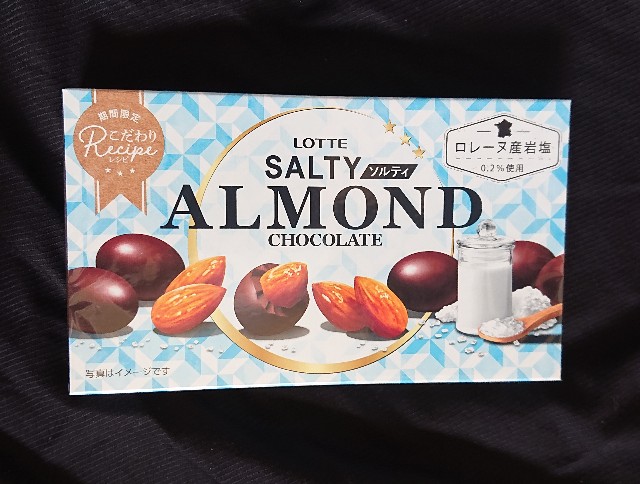 期間限定
こだわり
Recipe
レシピ
LOTTE
SALTY ソルティ
ALMOND
CHOCOLATE
ロレーヌ産岩塩
0.2%使用
写真はイメージです